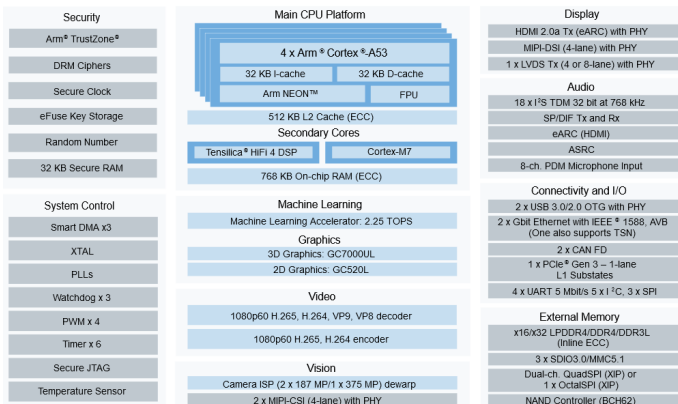 Security
Arm® TrustZone®
DRM Ciphers
Secure Clock
eFuse Key Storage
Random Number
32 KB Secure RAM
System Control
Smart DMA x3
XTAL
PLLs
Watchdog x 3
PWM x 4
Timer x 6
Secure JTAG
Temperature Sensor
Main CPU Platform
4 x Arm ® Cortex ®-A53
32 KB I-cache
32 KB D-cache
Arm NEON™
FPU
512 KB L2 Cache (ECC)
Secondary Cores
Tensilica® HiFi 4 DSP
Cortex-M7
768 KB On-chip RAM (ECC)
Machine Learning
Machine Learning Accelerator: 2.25 TOPS
Graphics
3D Graphics: GC7000UL
2D Graphics: GC520L
Video
1080p60 H.265, H.264, VP9, VP8 decoder
1080p60 H.265, H.264 encoder
Vision
Camera ISP (2 x 187 MP/1 x 375 MP) dewarp
2 x MIPI-CSI (4-lane) with PHY
Display
HDMI 2.0a Tx (eARC) with PHY
MIPI-DSI (4-lane) with PHY
1 x LVDS Tx (4 or 8-lane) with PHY
Audio
18 x I²S TDM 32 bit at 768 kHz
SP/DIF Tx and Rx
eARC (HDMI)
ASRC
8-ch. PDM Microphone Input
Connectivity and I/O
2 x USB 3.0/2.0 OTG with PHY
2 x Gbit Ethernet with IEEE ® 1588, AVB
(One also supports TSN)
2 x CAN FD
1 x PCIe® Gen 3 – 1-lane
L1 Substates
4 x UART 5 Mbit/s 5 x I ²C, 3 x SPI
External Memory
x16/x32 LPDDR4/DDR4/DDR3L
(Inline ECC)
3 x SDIO3.0/MMC5.1
Dual-ch. QuadSPI (XIP) or
1 x OctalSPI (XIP)
NAND Controller (BCH62)